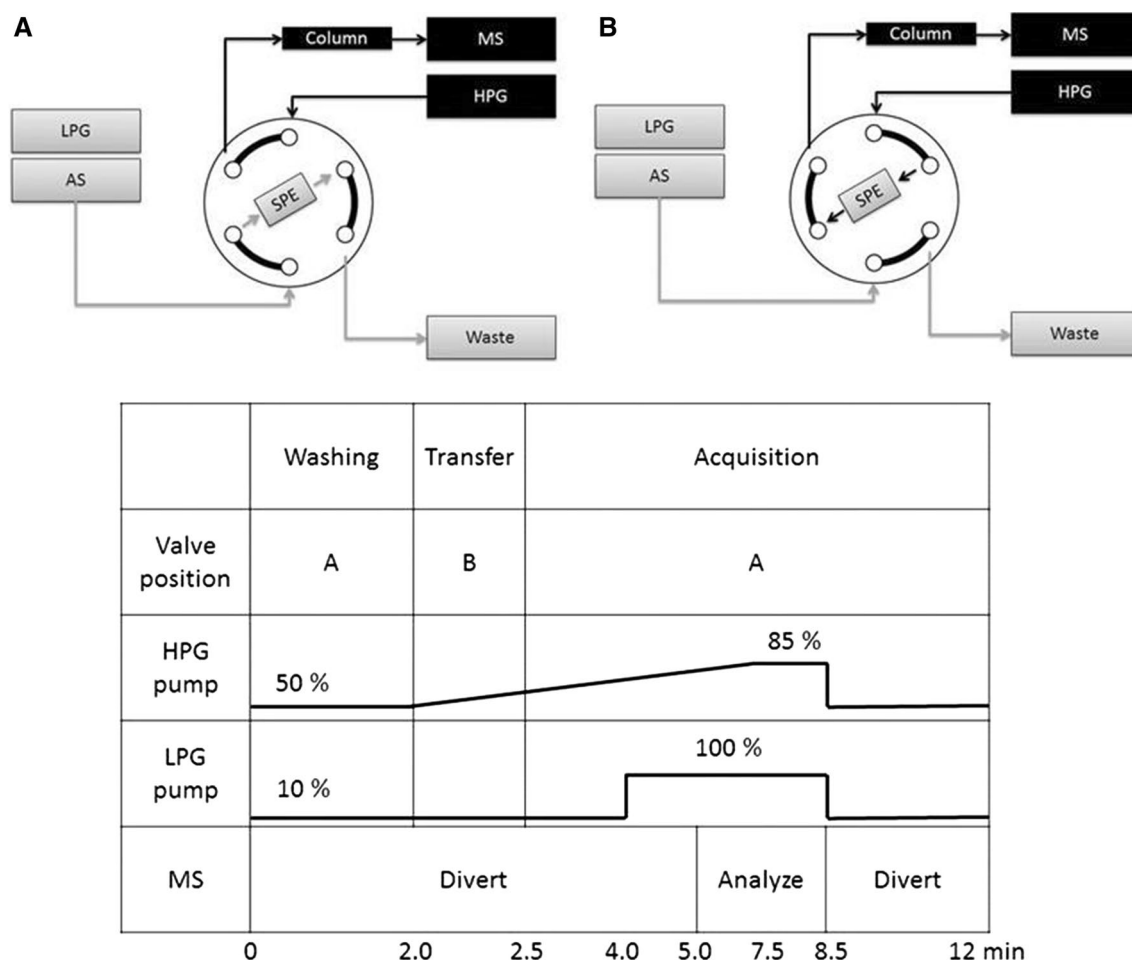 A
Column
MS
HPG
LPG
AS
SPE
Waste
B
Column
MS
HPG
LPG
AS
SPE
Waste
Washing Transfer Acquisition
Valve
position
A B A
HPG
pump
50 %
85 %
LPG
pump
10 %
100 %
MS Divert Analyze Divert
0 2.0 2.5 4.0 5.0 7.5 8.5 12 min